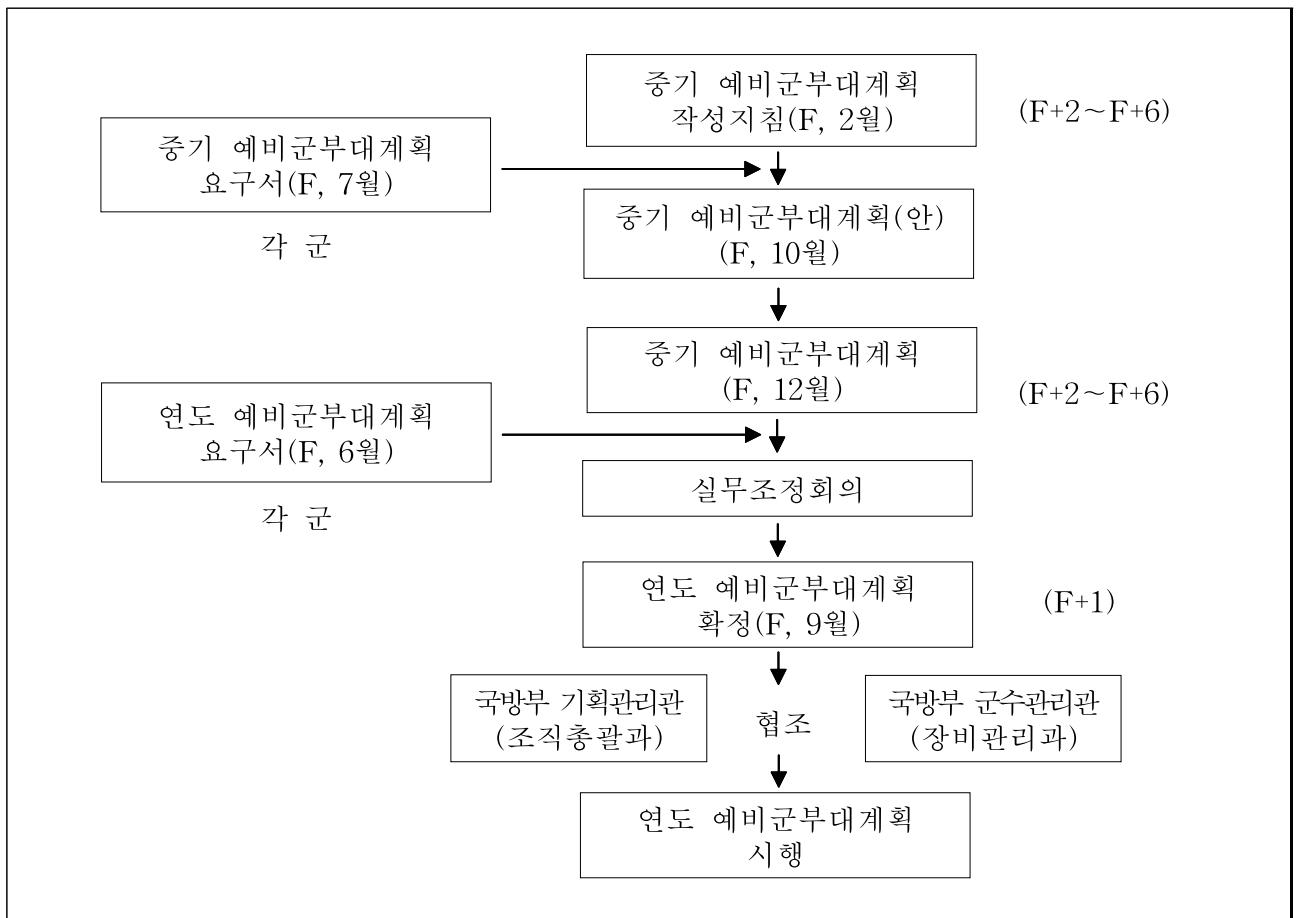 중기 예비군부대계획
작성지침(F, 2월)
(F+2~F+6)
중기 예비군부대계획
요구서(F, 7월)
각 군
중기 예비군부대계획(안)
(F, 10월)
중기 예비군부대계획
(F, 12월)
(F+2~F+6)
연도 예비군부대계획
요구서(F, 6월)
각 군
실무조정회의
연도 예비군부대계획
확정(F, 9월)
(F+1)
국방부 기획관리관
(조직총괄과)
협조
국방부 군수관리관
(장비관리과)
연도 예비군부대계획
시행